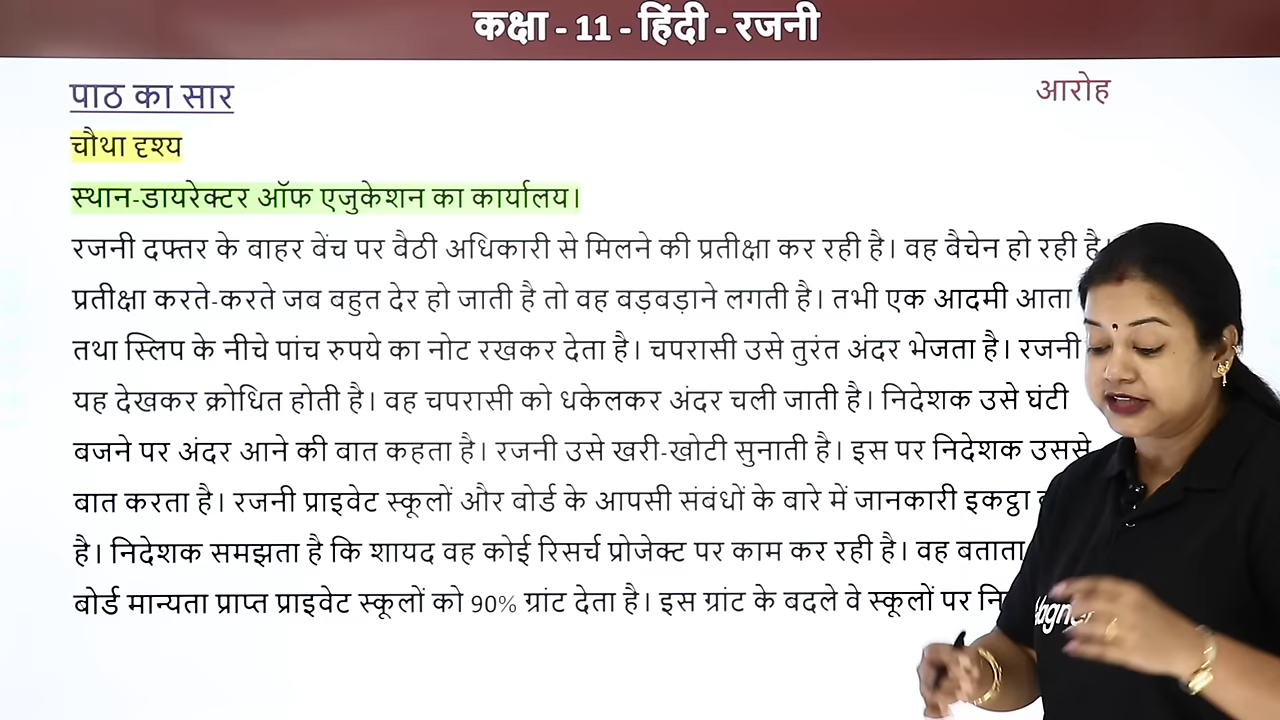 कक्षा - 11 - हिंदी - रजनी
पाठ का सार
आरोह
चौथा दृश्य
स्थान-डायरेक्टर ऑफ एजुकेशन का कार्यालय।
रजनी दफ्तर के बाहर बेंच पर बैठी अधिकारी से मिलने की प्रतीक्षा कर रही है। वह बैचेन हो रही है।
प्रतीक्षा करते-करते जब वहुत देर हो जाती है तो वह बड़वड़ाने लगती है। तभी एक आदमी आता
तथा स्लिप के नीचे पांच रुपये का नोट रखकर देता है। चपरासी उसे तुरंत अंदर भेजता है। रजनी
यह देखकर क्रोधित होती है। वह चपरासी को धकेलकर अंदर चली जाती है। निदेशक उसे घंटी
बजने पर अंदर आने की वात कहता है। रजनी उसे खरी-खोटी सुनाती है। इस पर निदेशक उससे
बात करता है। रजनी प्राइवेट स्कूलों और वोर्ड के आपसी संबंधों के बारे में जानकारी इकट्ठा
है। निदेशक समझता है कि शायद वह कोई रिसर्च प्रोजेक्ट पर काम कर रही है। वह बताता
बोर्ड मान्यता प्राप्त प्राइवेट स्कूलों को 90% ग्रांट देता है। इस ग्रांट के बदले वे स्कूलों पर